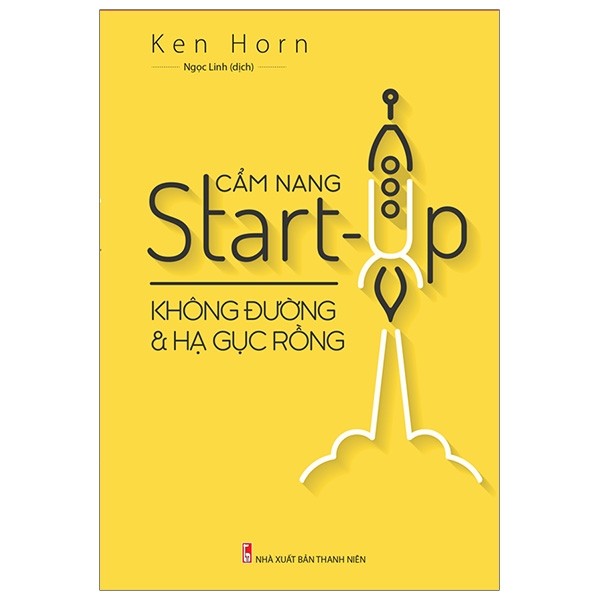 Ken Horn
Ngọc Linh (dịch)
CẨM NANG
Start-Up
KHÔNG ĐƯỜNG
& HẠ GỤC RỒNG
NHÀ XUẤT BẢN THANH NIÊN